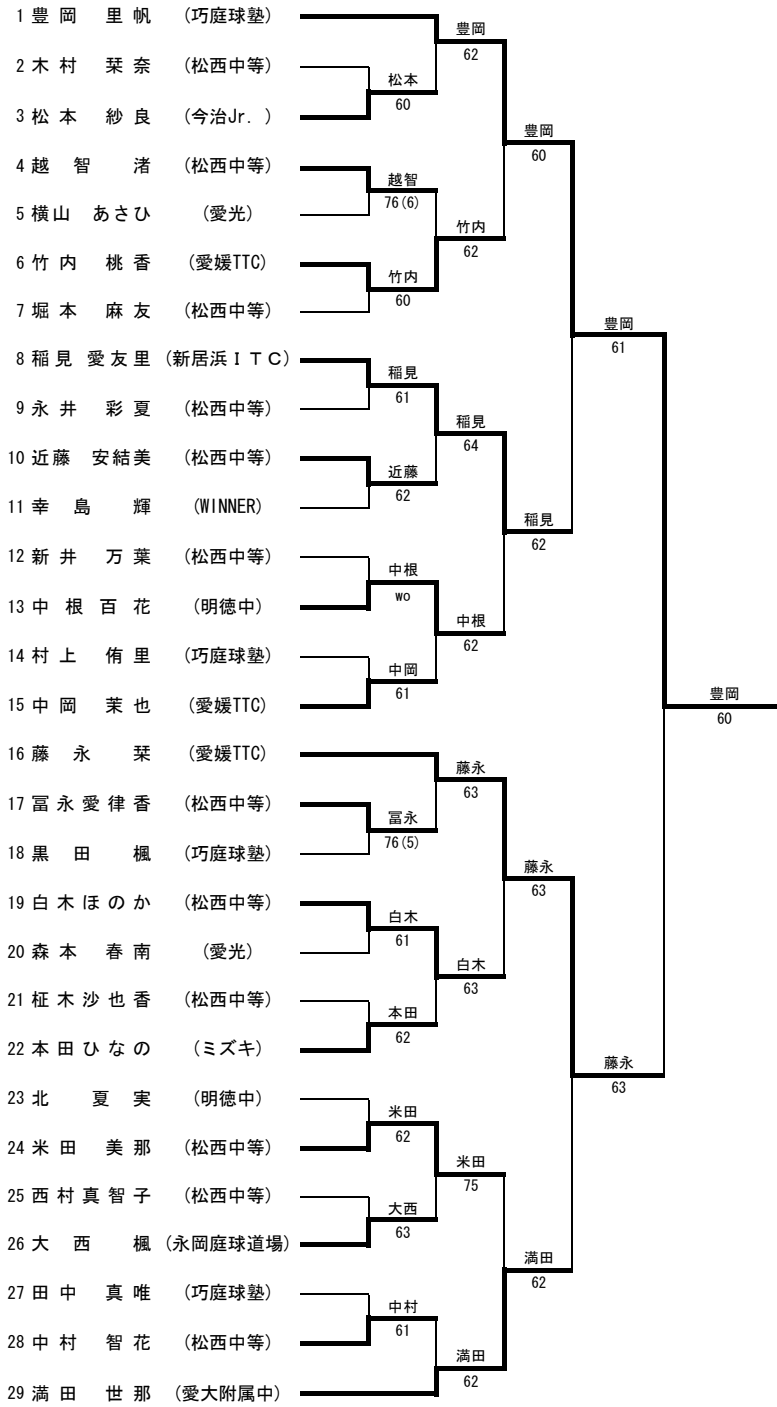 1 豊岡 里帆 (巧庭球塾)
2 木村 栞奈 (松西中等)
3 松本 紗良 (今治Jr. )
4 越智 渚 (松西中等)
5 横山 あさひ (愛光)
6 竹内 桃香 (愛媛TTC)
7 堀本 麻友 (松西中等)
8 稲見 愛友里 (新居浜ITC)
9 永井 彩夏 (松西中等)
10 近藤 安結美 (松西中等)
11 幸島 輝 (WINNER)
12 新井 万葉 (松西中等)
13 中根百花 (明徳中)
14 村上 侑里 (巧庭球塾)
15 中岡 茉也 (愛媛TTC)
16 藤永 栞 (愛媛TTC)
17 冨永愛律香 (松西中等)
18 黒田 楓 (巧庭球塾)
19 白木ほのか (松西中等)
20 森本 春南 (愛光)
21 柾木沙也香 (松西中等)
22 本田ひなの (ミズキ)
23 北 夏実 (明徳中)
24 米田 美那 (松西中等)
25 西村真智子 (松西中等)
26 大西 楓 (永岡庭球道場)
27 田中 真唯 (巧庭球塾)
28 中村 智花 (松西中等)
29 満田 世那 (愛大附属中)
松本
60
越智
76(6)
竹内
60
稲見
61
近藤
62
中根
wo
中岡
61
冨永
76(5)
白木
61
本田
62
米田
62
大西
63
中村
61
豊岡
62
竹内
62
稲見
64
中根
62
藤永
63
白木
63
米田
75
満田
62
豊岡
60
稲見
62
藤永
63
満田
62
豊岡
61
藤永
63
豊岡
60